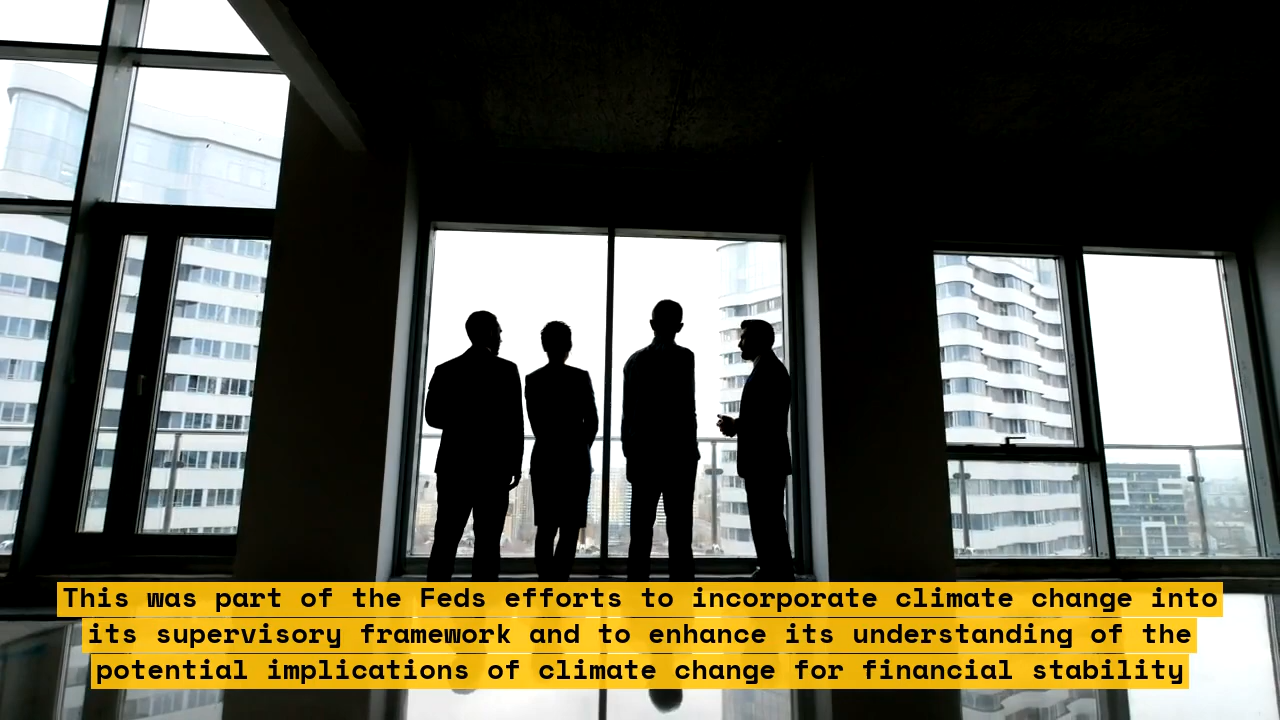 This was part of the Feds efforts to incorporate climate change into
its supervisory framework and to enhance its understanding of the
potential implications of climate change for financial stability